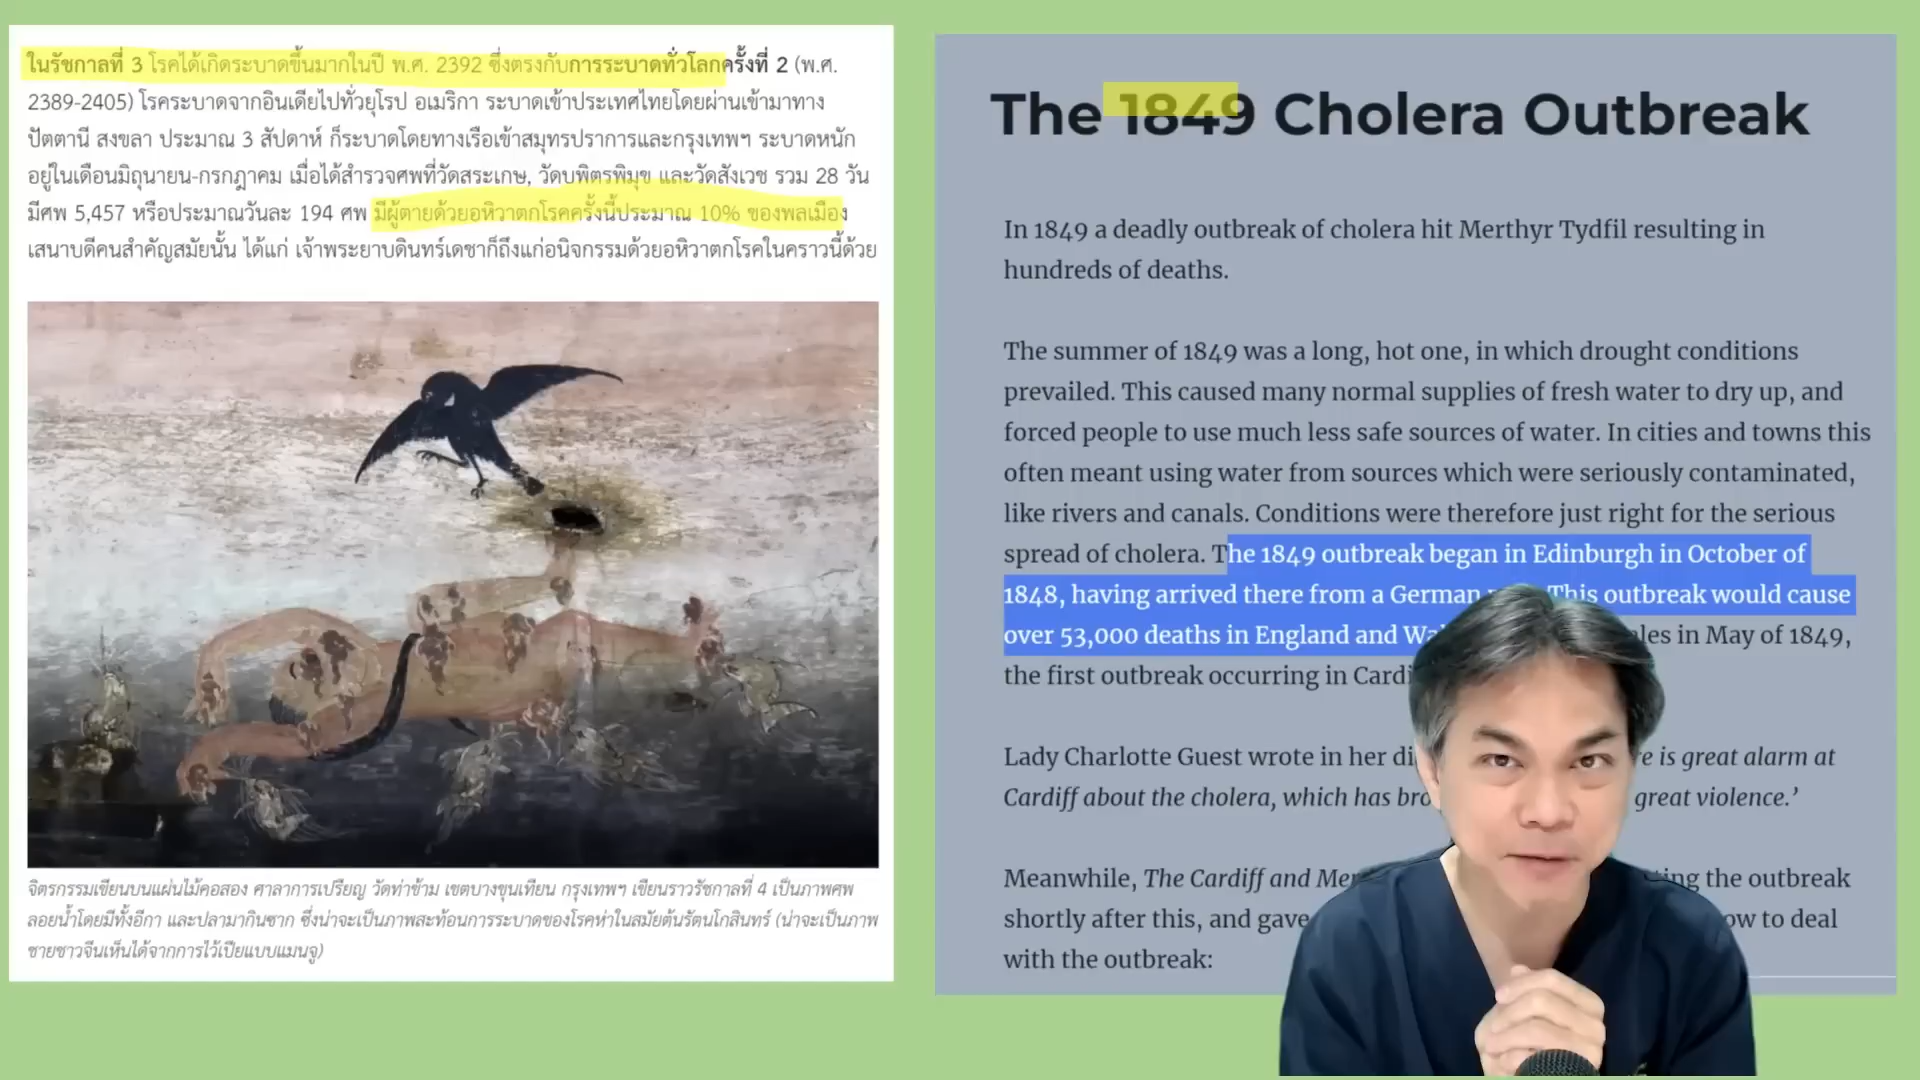 ในรัชกาลที่ 3 โรคได้เกิดระบาดขึ้นมากในปี พ.ศ. 2392 ซึ่งตรงกับการระบาดทั่วโลกครั้งที่ 2 (พ.ศ.
2389-2405) โรคระบาดจากอินเดียไปทั่วยุโรป อเมริกา ระบาดเข้าประเทศไทยโดยผ่านเข้ามาทาง
ปัตตานี สงขลา ประมาณ 3 สัปดาห์ ก็ระบาดโดยทางเรือเข้าสมุทรปราการและกรุงเทพฯ ระบาดหนัก
อยู่ในเดือนมิถุนายน-กรกฎาคม เมื่อได้สำรวจศพที่วัดสระเกษ, วัดบพิตรพิมุข และวัดสังเวช รวม 28 วัน
มีศพ 5,457 หรือประมาณวันละ 194 ศพ มีผู้ตายด้วยอหิวาตกโรคครั้งนี้ประมาณ 10% ของพลเมือง
เสนาบดีคนสำคัญสมัยนั้น ได้แก่ เจ้าพระยาบดินทร์เดชาก็ถึงแก่อนิจกรรมด้วยอหิวาตกโรคในคราวนี้ด้วย
จิตรกรรมเขียนบนแผ่นไม้คอสอง ศาลาการเปรียญ วัดท่าข้าม เขตบางขุนเทียน กรุงเทพฯ เขียนราวรัชกาลที่ 4 เป็นภาพศพ
ลอยน้ำโดยมีทั้งอีกา และปลามากินซาก ซึ่งน่าจะเป็นภาพสะท้อนการระบาดของโรคห่าในสมัยต้นรัตนโกสินทร์ (น่าจะเป็นภาพ
ชายชาวจีนเห็นได้จากการไว้เปียแบบแมนจู)
The 1849 Cholera Outbreak
In 1849 a deadly outbreak of cholera hit Merthyr Tydfil resulting in
hundreds of deaths.
The summer of 1849 was a long, hot one, in which drought conditions
prevailed. This caused many normal supplies of fresh water to dry up, and
forced people to use much less safe sources of water. In cities and towns this
often meant using water from sources which were seriously contaminated,
like rivers and canals. Conditions were therefore just right for the serious
spread of cholera. The 1849 outbreak began in Edinburgh in October of
1848, having arrived there from a German This outbreak would cause
over 53,000 deaths in England and in May of 1849,
the first outbreak occurring in
Lady Charlotte Guest wrote in her is great alarm at
Cardiff about the cholera, which has great violence.’
Meanwhile, The Cardiff and the outbreak
shortly after this, and gave to deal
with the outbreak: